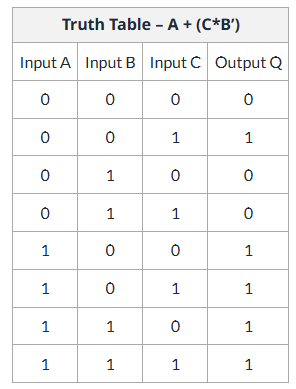 Truth Table – A + (C*B’)
Input A Input B Input C Output Q
0 0 0 0
0 0 1 1
0 1 0 0
0 1 1 0
1 0 0 1
1 0 1 1
1 1 0 1
1 1 1 1